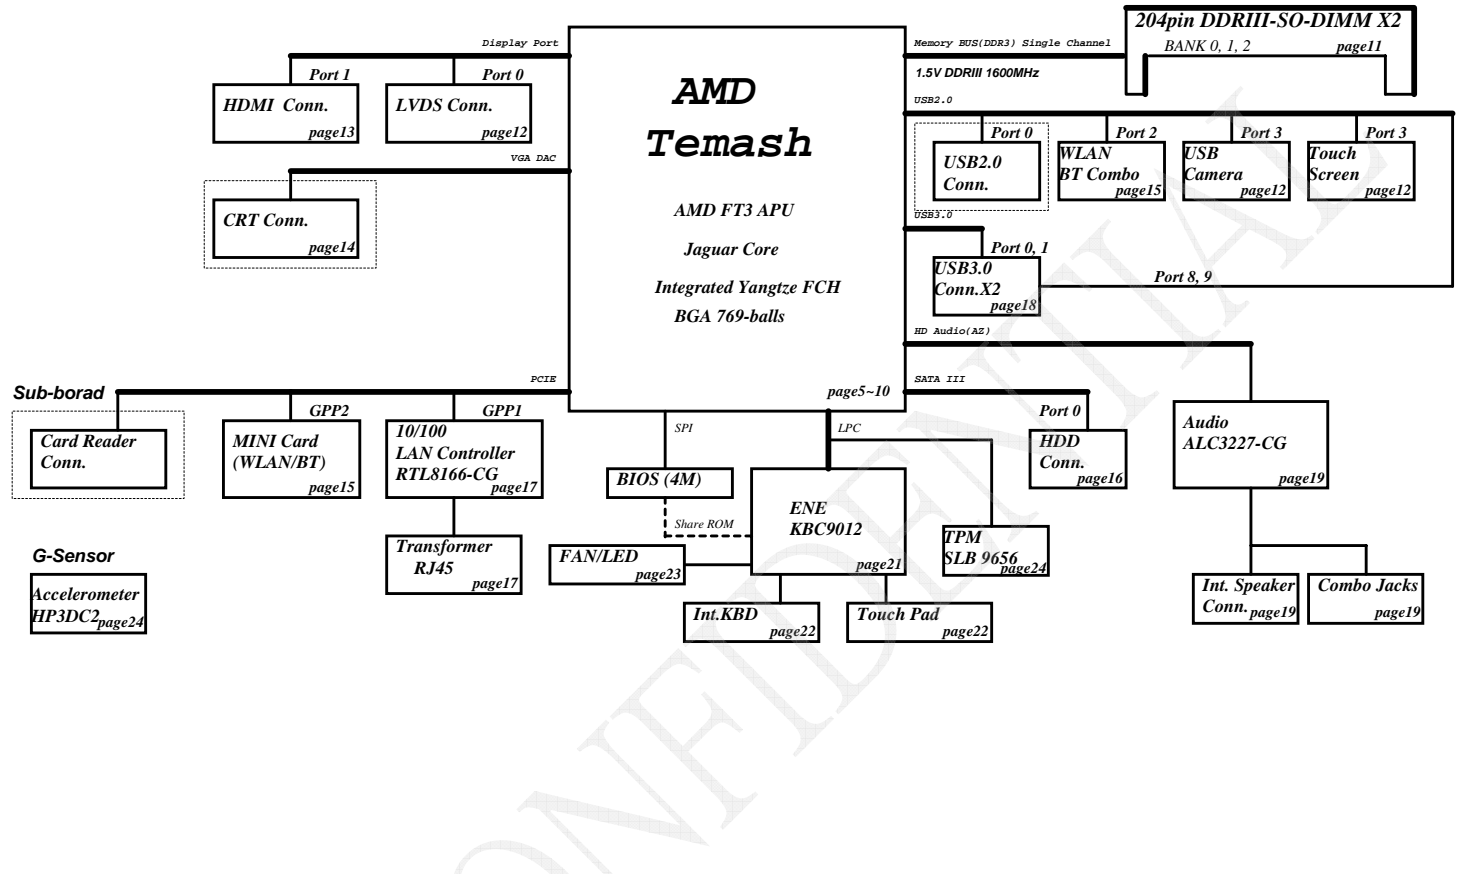 204pin DDRIII-SO-DIMM X2
BANK 0, 1, 2
page11
Display Port
Memory BUS(DDR3) Single Channel
1.5V DDRIII 1600MHz
Port 1
HDMI Conn.
page13
Port 0
LVDS Conn.
page12
VGA DAC
CRT Conn.
page14
AMD
Temash
AMD FT3 APU
Jaguar Core
Integrated Yangtze FCH
BGA 769-balls
page5~10
USB2.0
Port 0
USB2.0
Conn.
Port 2
WLAN
BT Combo
page15
Port 3
USB
Camera
page12
Port 3
Touch
Screen
page12
USB3.0
Port 0, 1
USB3.0
Conn.X2
page18
Port 8, 9
HD Audio(AZ)
PCIE
SATA III
Sub-borad
Card Reader
Conn.
GPP2
MINI Card
(WLAN/BT)
page15
GPP1
10/100
LAN Controller
RTL8166-CG
page17
Transformer
RJ45
page17
SPI
LPC
BIOS (4M)
Share ROM
ENE
KBC9012
page21
FAN/LED
page23
Int.KBD
page22
Touch Pad
page22
TPM
SLB 9656
page24
Port 0
HDD
Conn.
page16
Audio
ALC3227-CG
page19
Int. Speaker
Conn.
page19
Combo Jacks
page19
G-Sensor
Accelerometer
HP3DC2
page24
CONFIDENTIAL